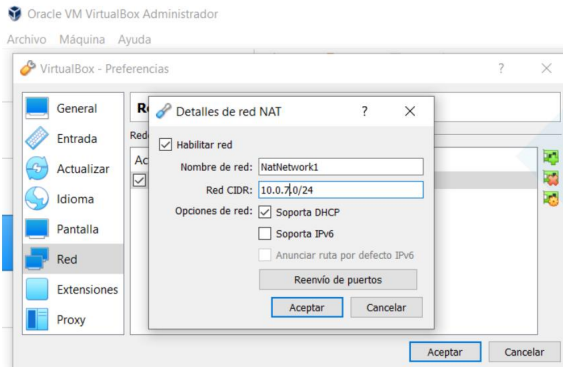 Oracle VM VirtualBox Administrador
Archivo Máquina Ayuda
VirtualBox - Preferencias ? ×
General
Entrada
Actualizar
Idioma
Pantalla
Red
Extensiones
Proxy
Detalles de red NAT ? ×
Habilitar red
Nombre de red: NatNetwork1
Red CIDR: 10.0.7.0/24
Opciones de red: Soporta DHCP
Soporta IPv6
Anunciar ruta por defecto IPv6
Reenvío de puertos
Aceptar Cancelar
Aceptar Cancelar